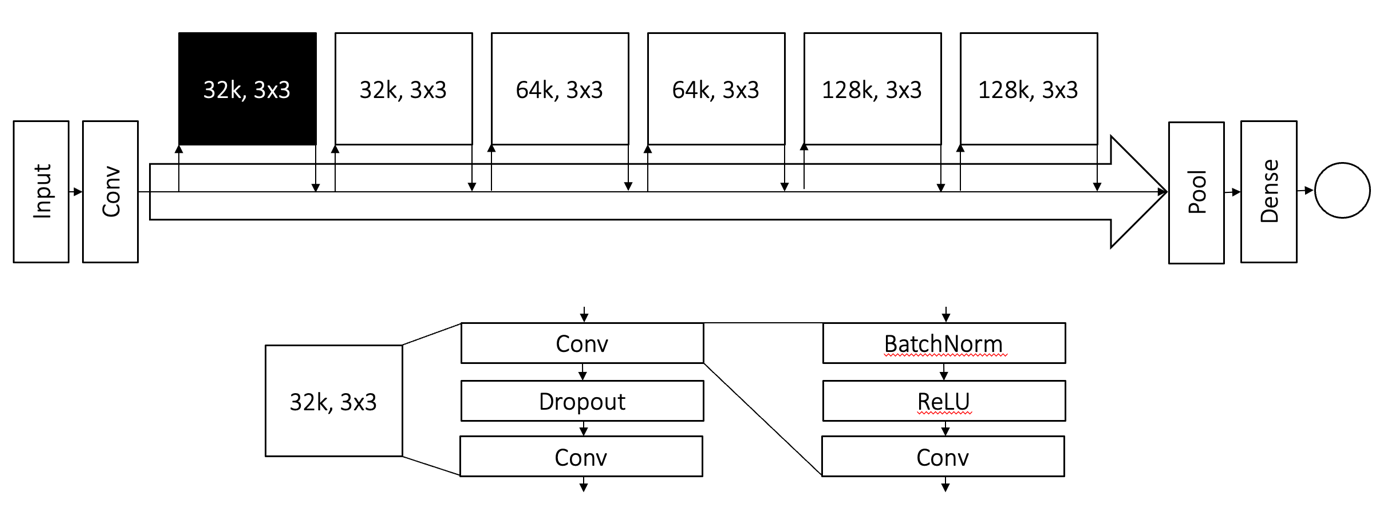 32k, 3x3
32k, 3x3
64k, 3x3
64k, 3x3
128k, 3x3
128k, 3x3
Input
Conv
Pool
Dense
32k, 3x3
Conv
Dropout
Conv
BatchNorm
ReLU
Conv